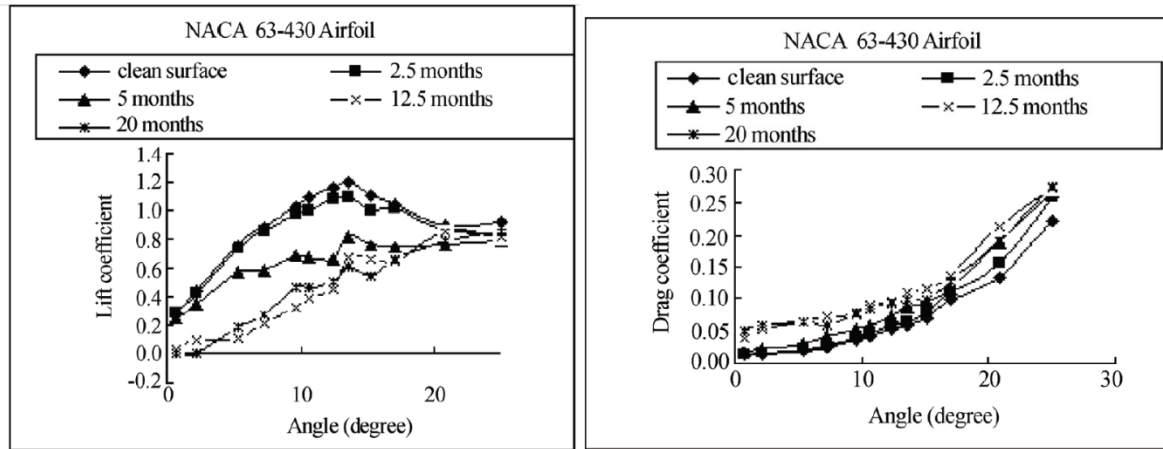 NACA 63-430 Airfoil
clean surface
2.5 months
5 months
12.5 months
20 months
1.4
1.2
1.0
0.8
0.6
0.4
0.2
0.0
-0.2
Lift coefficient
0
10
20
Angle (degree)
NACA 63-430 Airfoil
clean surface
2.5 months
5 months
12.5 months
20 months
0.30
0.25
0.20
0.15
0.10
0.05
0.00
Drag coefficient
0
10
20
30
Angle (degree)